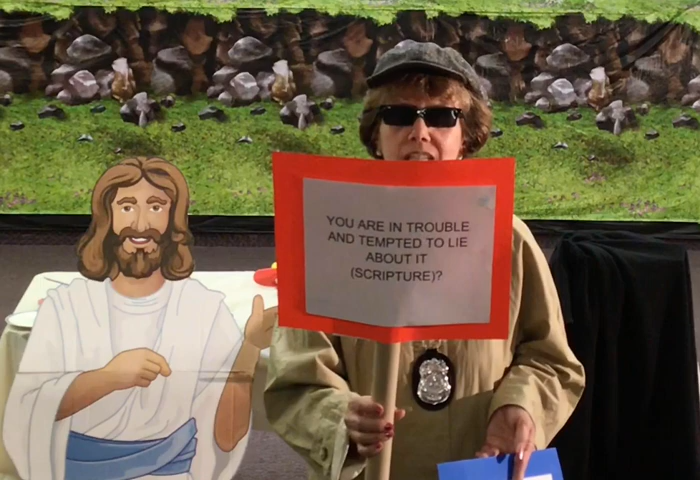 YOU ARE IN TROUBLE
AND TEMPTED TO LIE
ABOUT IT
(SCRIPTURE)?